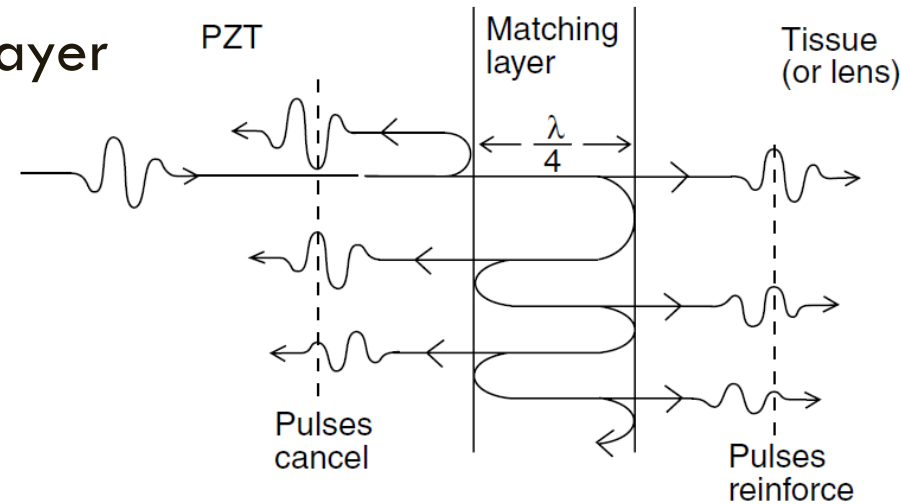 ayer
PZT
Matching
layer
Tissue
(or lens)
λ
4
Pulses
cancel
Pulses
reinforce